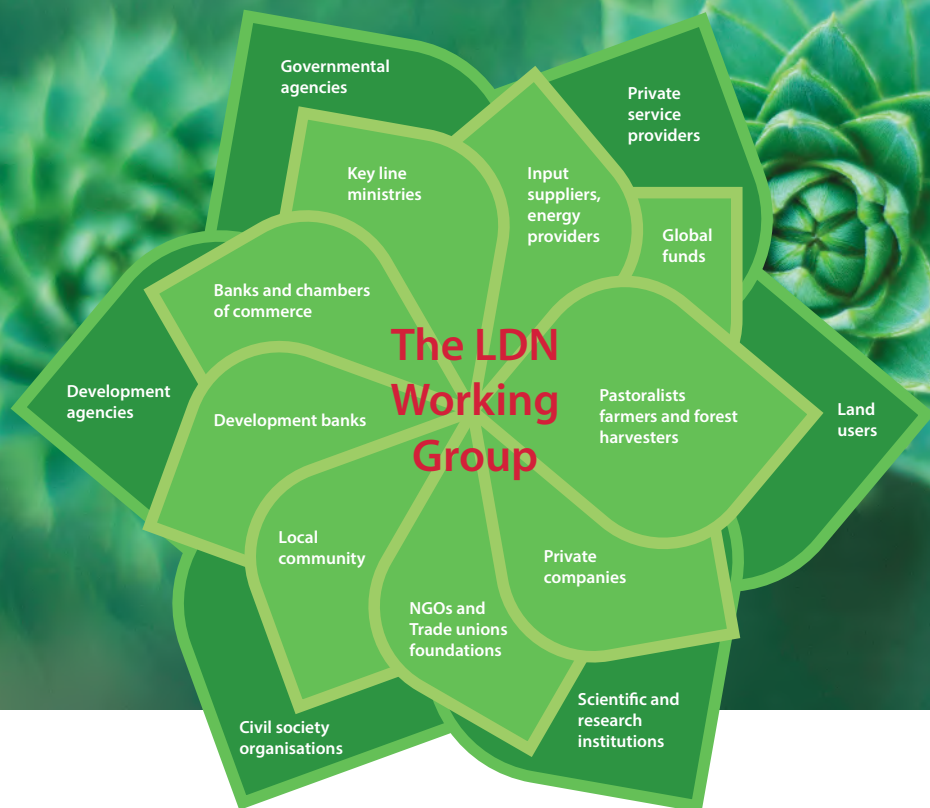 Governmental
agencies
Private
service
providers
Key line
ministries
Input
suppliers,
energy
providers
Global
funds
Banks and chambers
of commerce
The LDN
Working
Group
Development
agencies
Development banks
Pastoralists
farmers and forest
harvesters
Land
users
Local
community
Private
companies
NGOs and
Trade unions
foundations
Scientific and
research
institutions
Civil society
organisations